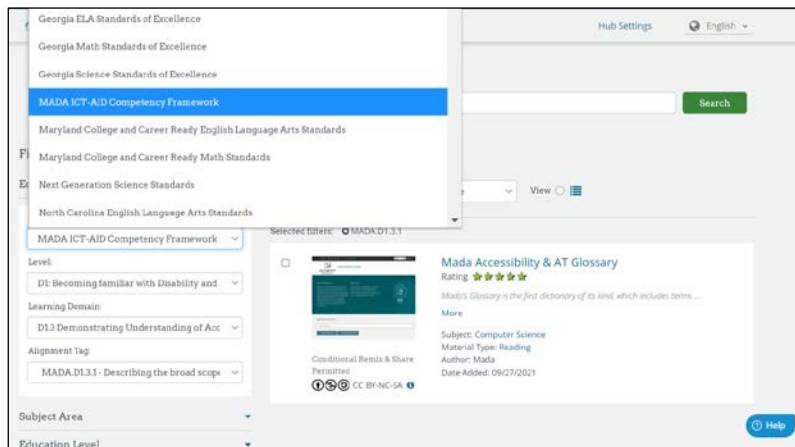 Georgia ELA Standards of Excellence
Georgia Math Standards of Excellence
Georgia Science Standards of Excellence
MADA ICT-AID Competency Framework
Maryland College and Career Ready English Language Arts Standards
Maryland College and Career Ready Math Standards
Next Generation Science Standards
North Carolina English Language Arts Standards
Hub Settings
English
Search
View
MADA ICT-AID Competency Framework
Level:
D1: Becoming familiar with Disability and
Learning Domain:
D1.3 Demonstrating Understanding of Acc
Alignment Tag:
MADA.D1.3.1 - Describing the broad scope
Subject Area
Education Level
Selected filters: MADA.D1.3.1
Mada Accessibility & AT Glossary
Rating
Mada's Glossary is the first dictionary of its kind, which includes terms ...
More
Subject: Computer Science
Material Type: Reading
Author: Mada
Date Added: 09/27/2021
Conditional Remix & Share
Permitted
CC BY-NC-SA
Help